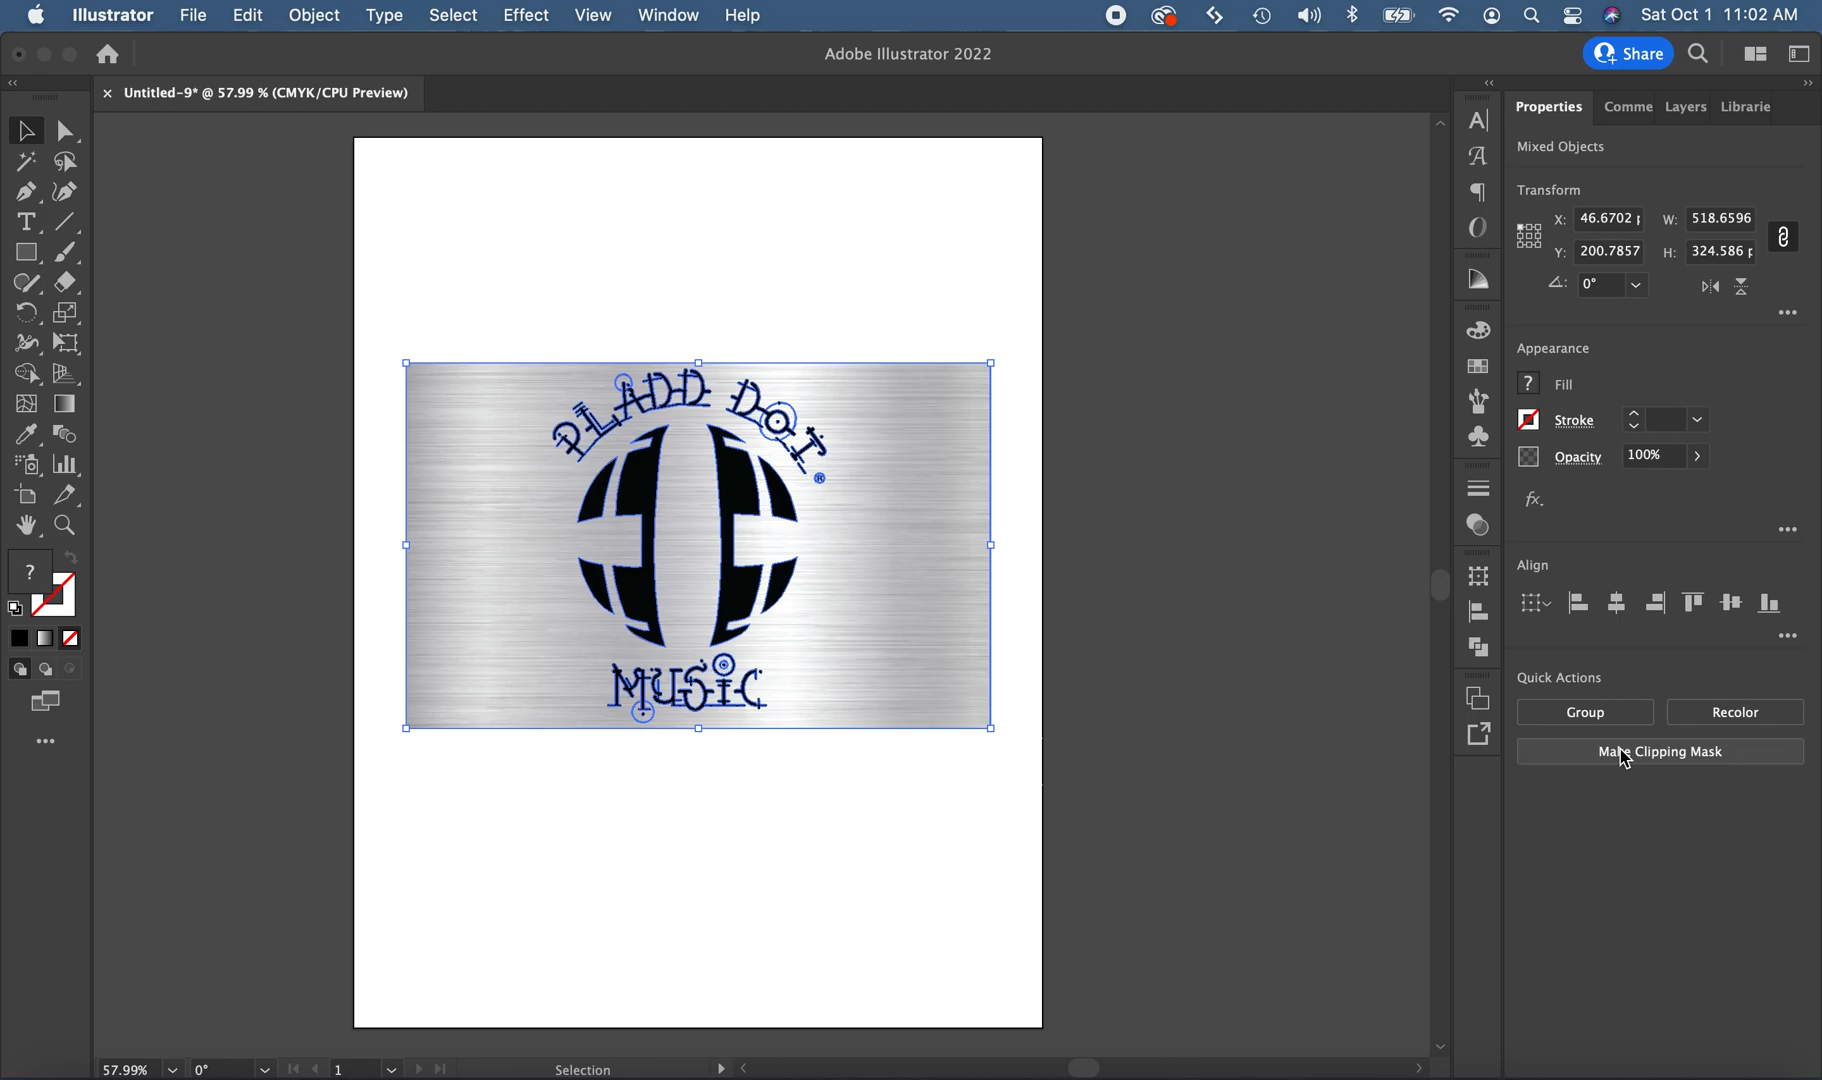 Illustrator File Edit Object Type Select Effect View Window Help Sat Oct 1 11:02 AM
Adobe Illustrator 2022
Share
× Untitled-9* @ 57.99 % (CMYK/CPU Preview)
Properties Comme Layers Librarie
Mixed Objects
Transform
X: 46.6702 W: 518.6596
Y: 200.7857 H: 324.586
0°
Appearance
? Fill
Stroke
Opacity 100%
fx
Align
Quick Actions
Group Recolor
Make Clipping Mask
PLADD DOT
®
MUSIC
?
57.99% 0° 1 Selection